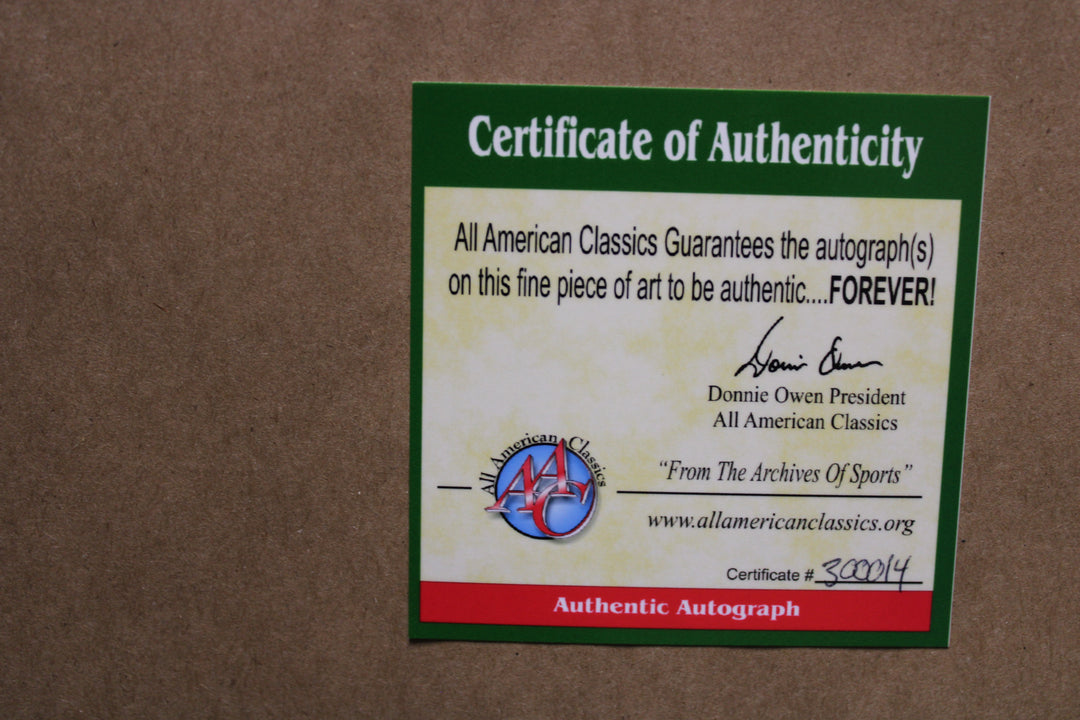 Certificate of Authenticity
All American Classics Guarantees the autograph(s)
on this fine piece of art to be authentic....FOREVER!
Donnie Owen
Donnie Owen President
All American Classics
All American Classics
AAC
"From The Archives Of Sports"
www.allamericanclassics.org
Certificate # 300014
Authentic Autograph